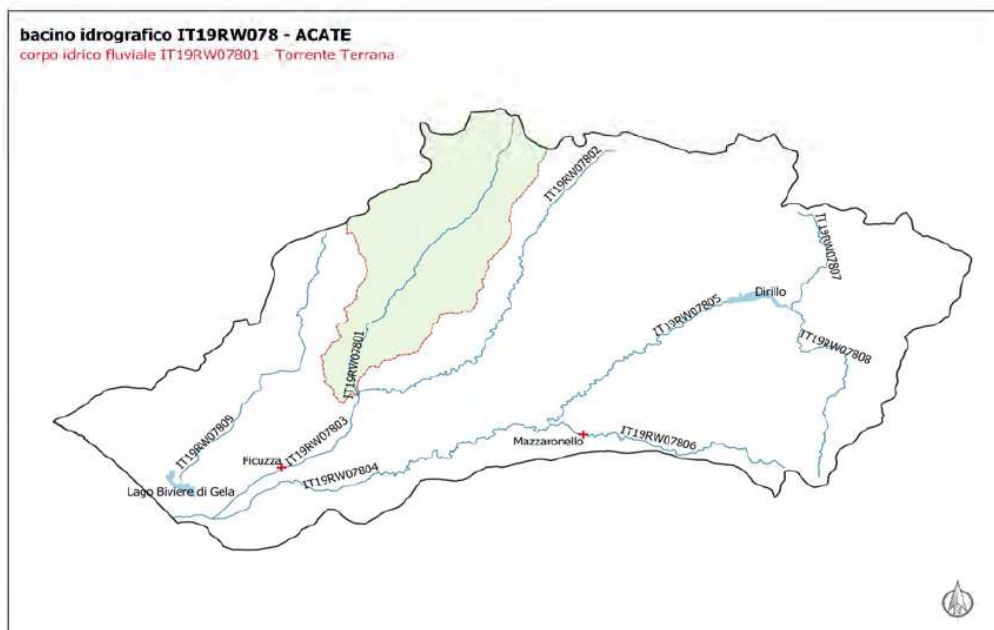 bacino idrografico IT19RW078 - ACATE
corpo idrico fluviale IT19RW07801 - Torrente Terrana
IT19RW07802
IT19RW07807
Dirillo
IT19RW07805
IT19RW07808
IT19RW07801
IT19RW07809
IT19RW07803
Ficuzza
IT19RW07806
Mazzaronello
IT19RW07804
Lago Biviere di Gela